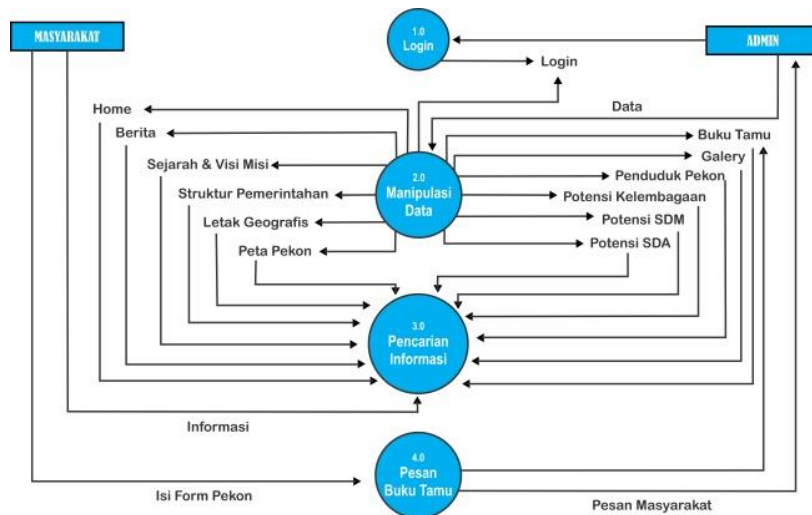 MASYARAKAT
1.0
Login
ADMIN
Login
Data
Home
Berita
Sejarah & Visi Misi
Struktur Pemerintahan
Letak Geografis
Peta Pekon
2.0
Manipulasi
Data
Buku Tamu
Galery
Penduduk Pekon
Potensi Kelembagaan
Potensi SDM
Potensi SDA
3.0
Pencarian
Informasi
Informasi
4.0
Pesan
Buku Tamu
Isi Form Pekon
Pesan Masyarakat